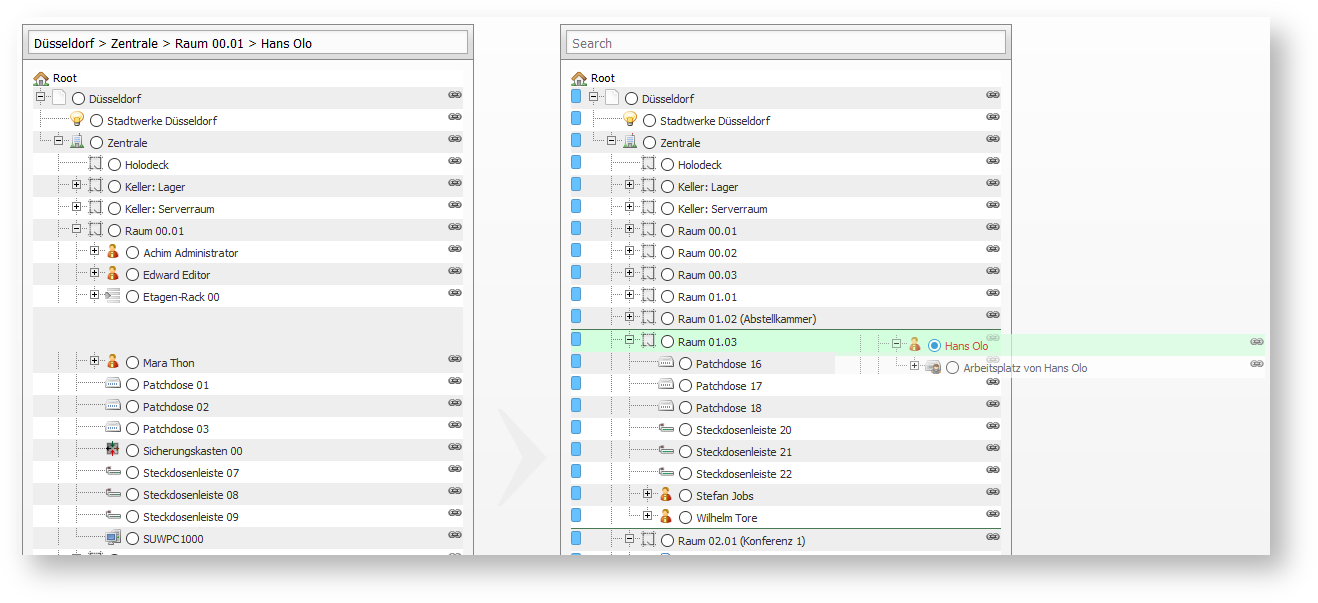 Düsseldorf > Zentrale > Raum 00.01 > Hans Olo
Root
Düsseldorf
Stadtwerke Düsseldorf
Zentrale
Holodeck
Keller: Lager
Keller: Serverraum
Raum 00.01
Achim Administrator
Edward Editor
Etagen-Rack 00
Mara Thon
Patchdose 01
Patchdose 02
Patchdose 03
Sicherungskasten 00
Steckdosenleiste 07
Steckdosenleiste 08
Steckdosenleiste 09
SUWPC1000
Search
Root
Düsseldorf
Stadtwerke Düsseldorf
Zentrale
Holodeck
Keller: Lager
Keller: Serverraum
Raum 00.01
Raum 00.02
Raum 00.03
Raum 01.01
Raum 01.02 (Abstellkammer)
Raum 01.03
Hans Olo
Patchdose 16
Arbeitsplatz von Hans Olo
Patchdose 17
Patchdose 18
Steckdosenleiste 20
Steckdosenleiste 21
Steckdosenleiste 22
Stefan Jobs
Wilhelm Tore
Raum 02.01 (Konferenz 1)